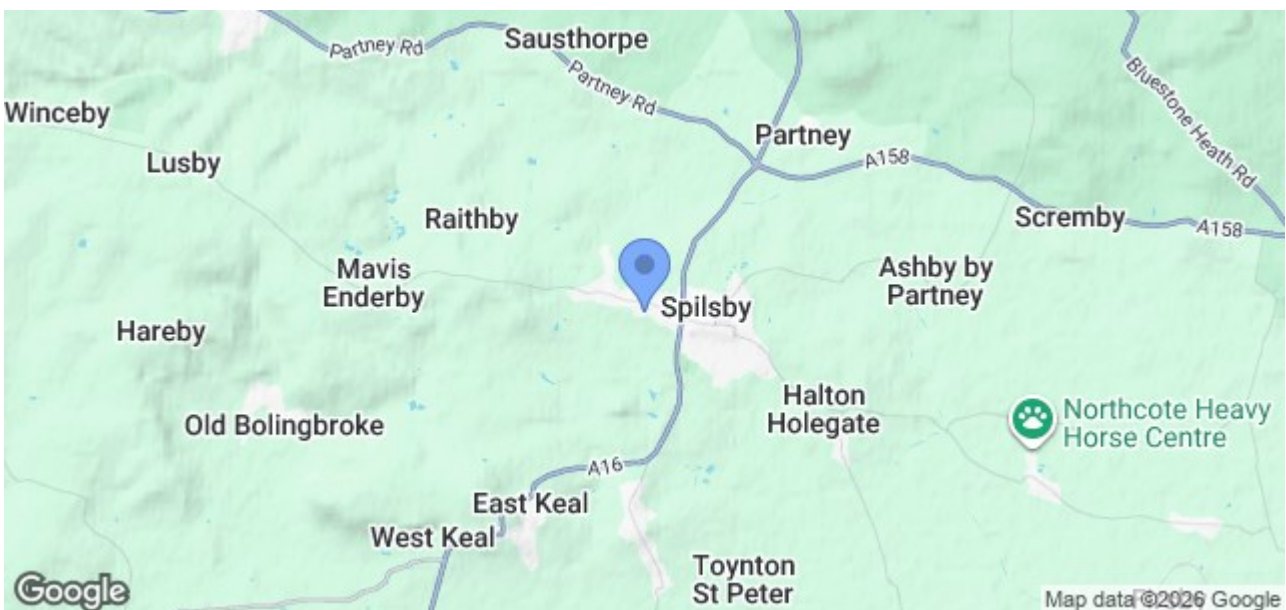 Sausthorpe
Partney Rd
Partney Rd
Bluestone Heath Rd
Winceby
Partney
Lusby
A158
Raithby
Scremby
A158
Mavis
Enderby
Ashby by
Partney
Spilsby
Hareby
Halton
Holegate
Northcote Heavy
Horse Centre
Old Bolingbroke
A16
East Keal
West Keal
Toynton
St Peter
Google
Map data ©2026 Google